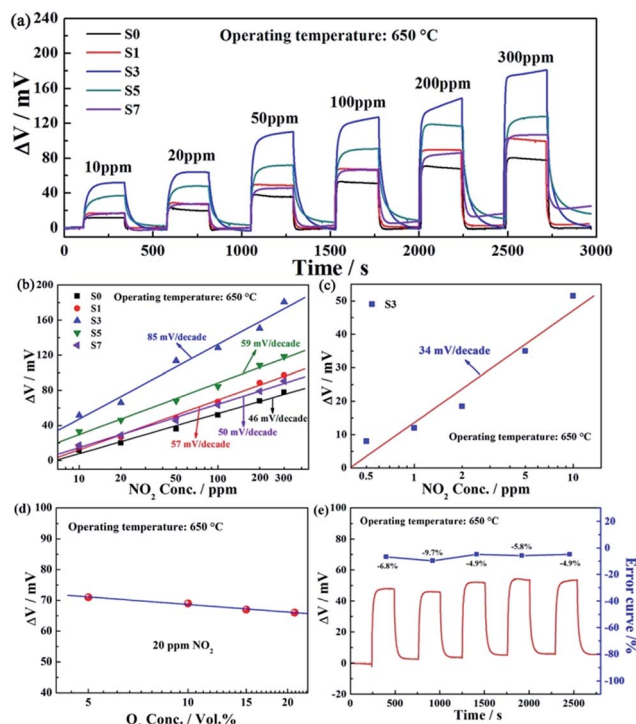 (a)
Operating temperature: 650 °C
S0
S1
S3
S5
S7
10ppm
20ppm
50ppm
100ppm
200ppm
300ppm
ΔV / mV
240
200
160
120
80
40
0
0 500 1000 1500 2000 2500 3000
Time / s
(b)
Operating temperature: 650 °C
S0
S1
S3
S5
S7
85 mV/decade
59 mV/decade
46 mV/decade
50 mV/decade
57 mV/decade
ΔV / mV
200
160
120
80
40
0
10 20 50 100 200 300
NO2 Conc. / ppm
(c)
S3
34 mV/decade
Operating temperature: 650 °C
ΔV / mV
50
40
30
20
10
0
0.5 1 2 5 10
NO2 Conc. / ppm
(d)
Operating temperature: 650 °C
20 ppm NO2
ΔV / mV
100
90
80
70
60
50
40
5 10 15 20
O2 Conc. / Vol.%
(e)
Operating temperature: 650 °C
-6.8%
-9.7%
-4.9%
-5.8%
-4.9%
ΔV / mV
100
80
60
40
20
0
-20
0 500 1000 1500 2000 2500
Time / s
20
0
-20
-40
-60
-80
Error curve /%